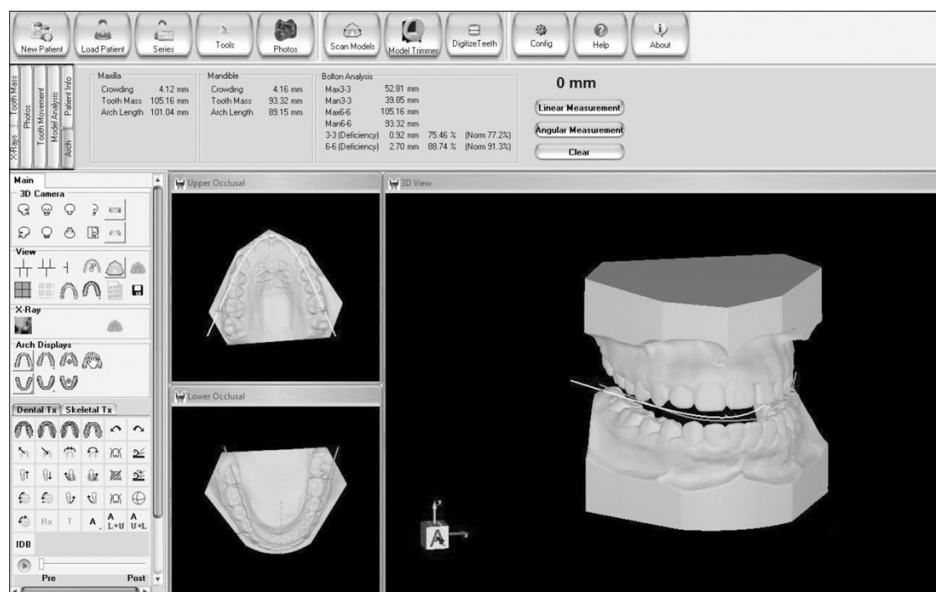 New Patient Load Patient Series Tools Photos Scan Models Model Trimmer DigitizeTeeth Config Help About
X-Rays Tooth Mass
Photos
Tooth Movement
Model Analysis
Arch Patient Info
Maxilla
Crowding 4.12 mm
Tooth Mass 105.16 mm
Arch Length 101.04 mm
Mandible
Crowding 4.16 mm
Tooth Mass 93.32 mm
Arch Length 89.15 mm
Bolton Analysis
Max3-3 52.81 mm
Man3-3 39.85 mm
Max6-6 105.16 mm
Man6-6 93.32 mm
3-3 (Deficiency) 0.92 mm 75.46 % (Norm 77.2%)
6-6 (Deficiency) 2.70 mm 88.74 % (Norm 91.3%)
0 mm
Linear Measurement
Angular Measurement
Clear
Main
3D Camera
View
X-Ray
Arch Displays
Dental Tx Skeletal Tx
Rx T A A L→U A U→L
IDB
Pre Post
Upper Occlusal
Lower Occlusal
3D View
A